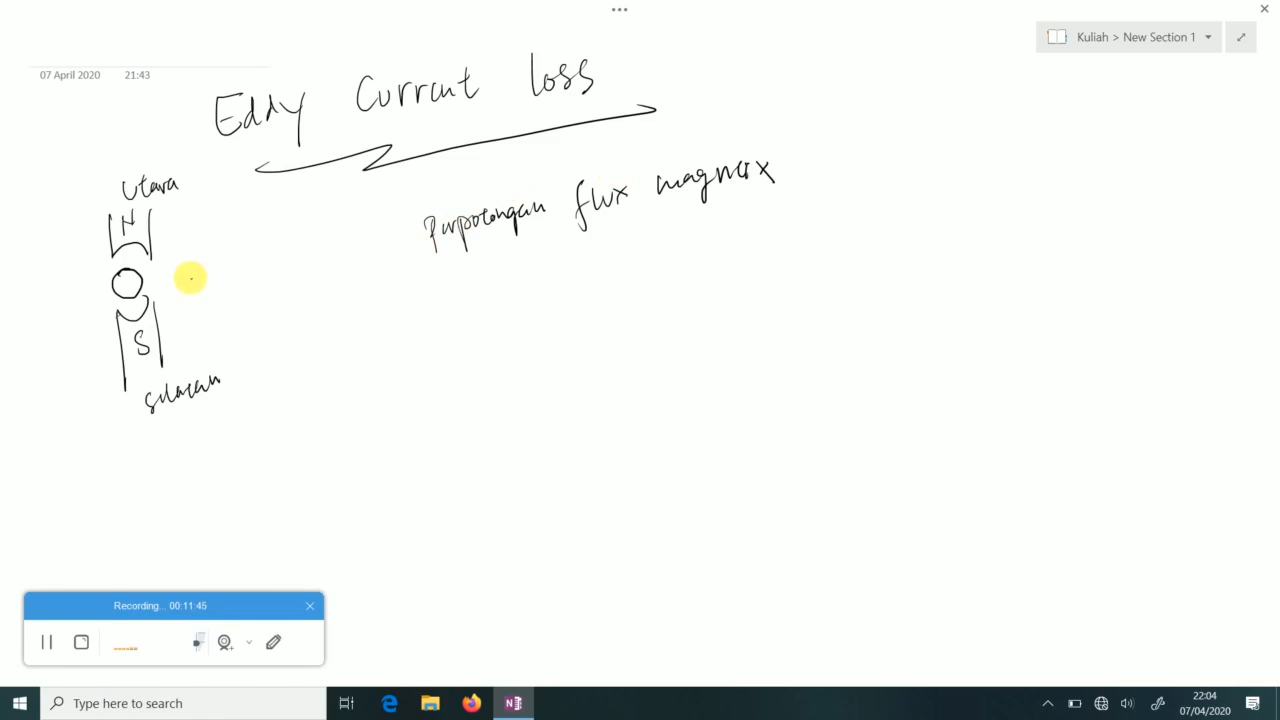 Kuliah > New Section 1
07 April 2020 21:43
Eddy Current loss
Utara
N
Perpotongan flux magnetx
S
Selatan
Recording... 00:11:45
Type here to search
22:04
07/04/2020